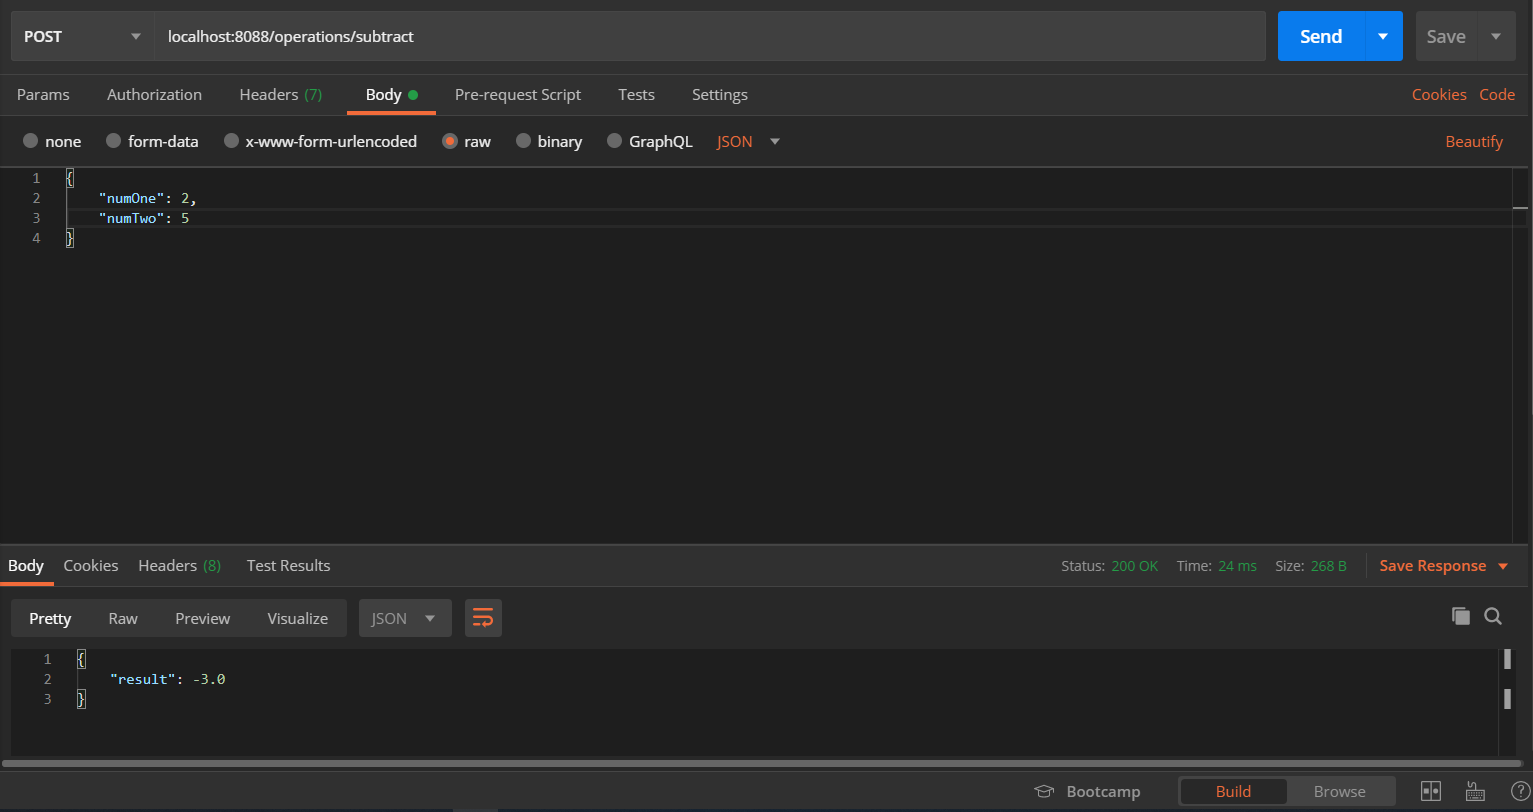 POST localhost:8088/operations/subtract Send Save
Params Authorization Headers (7) Body Pre-request Script Tests Settings Cookies Code
none form-data x-www-form-urlencoded raw binary GraphQL JSON Beautify
1 {
2 "numOne": 2,
3 "numTwo": 5
4 }
Body Cookies Headers (8) Test Results Status: 200 OK Time: 24 ms Size: 268 B Save Response
Pretty Raw Preview Visualize JSON
1 {
2 "result": -3.0
3 }
Bootcamp Build Browse ?